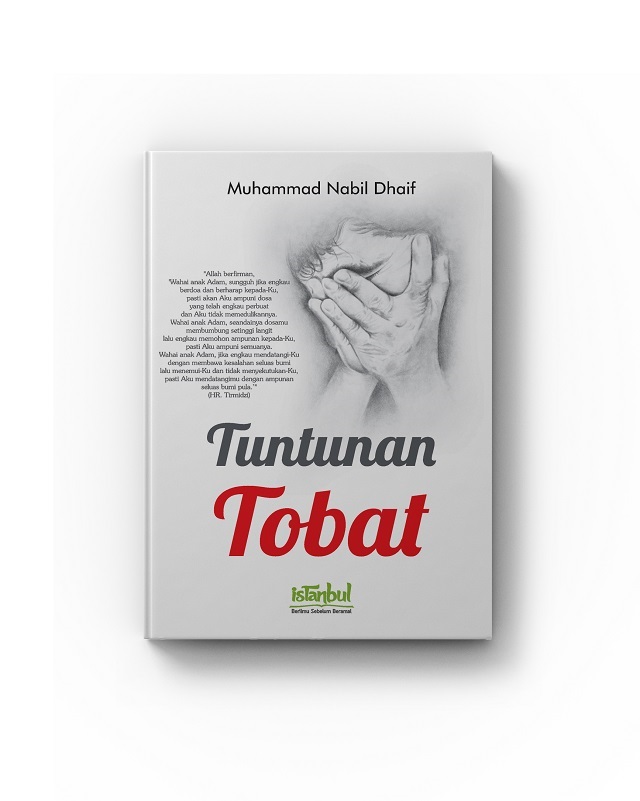 Muhammad Nabil Dhaif
"Allah berfirman,
'Wahai anak Adam, sungguh jika engkau
berdoa dan berharap kepada-Ku,
pasti akan Aku ampuni dosa
yang telah engkau perbuat
dan Aku tidak memedulikannya.
Wahai anak Adam, seandainya dosamu
membumbung setinggi langit
lalu engkau memohon ampunan kepada-Ku,
pasti Aku ampuni semuanya.
Wahai anak Adam, jika engkau mendatangi-Ku
dengan membawa kesalahan seluas bumi
lalu menemui-Ku dan tidak menyekutukan-Ku,
pasti Aku mendatangimu dengan ampunan
seluas bumi pula.'"
(HR. Tirmidzi)
Tuntunan
Tobat
istanbul
Berilmu Sebelum Beramal